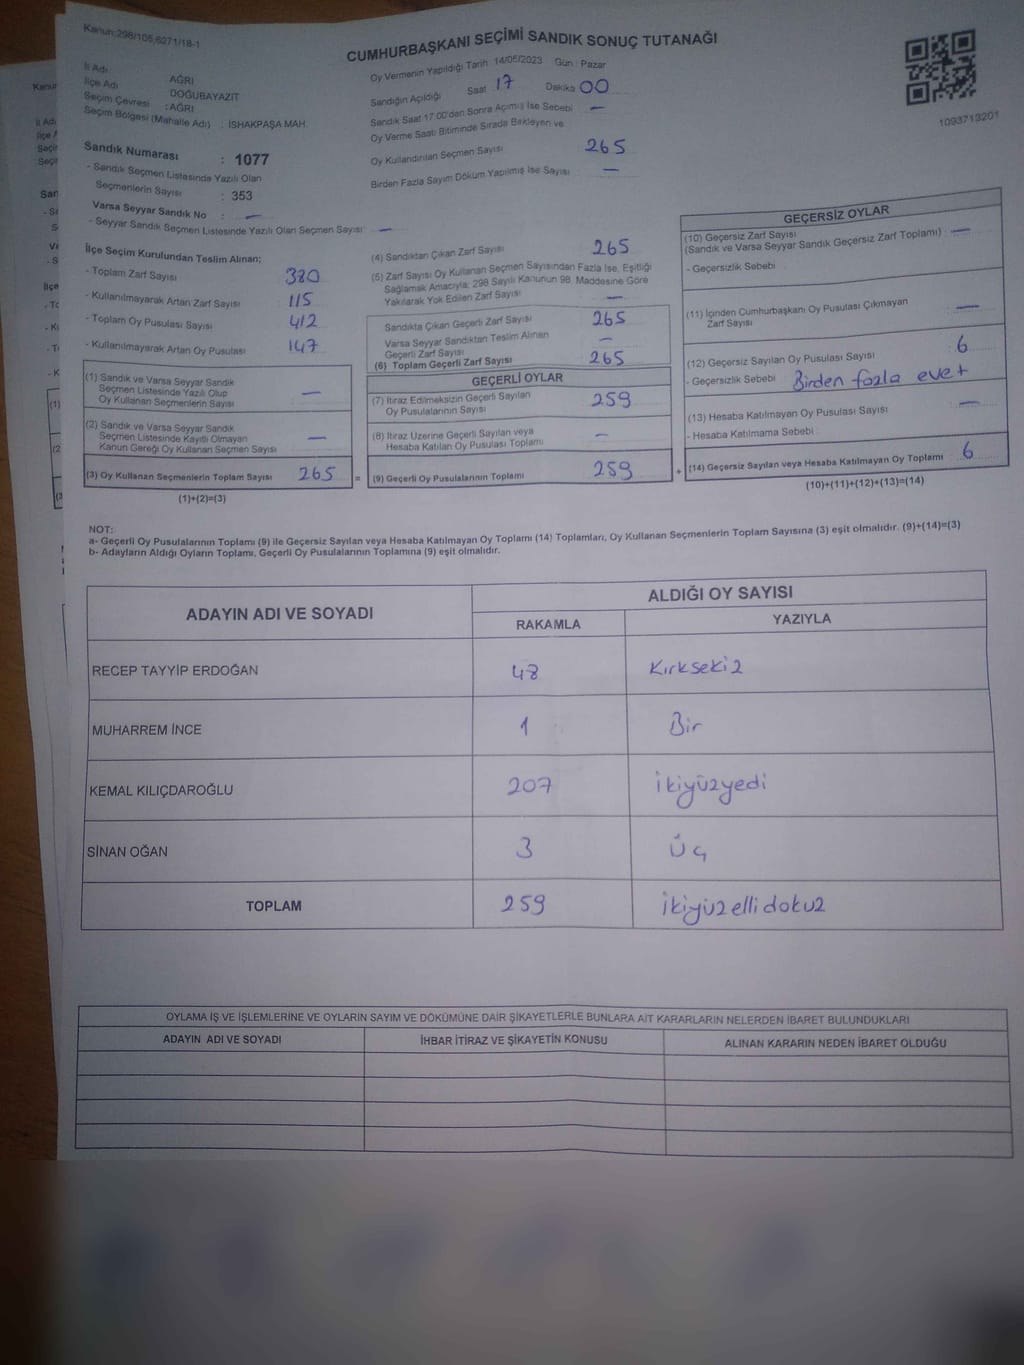 Kanun:298/105,6271/18-1
CUMHURBAŞKANI SEÇİMİ SANDIK SONUÇ TUTANAĞI
İl Adı AĞRI
İlçe Adı DOĞUBAYAZIT
Seçim Çevresi : AĞRI
Seçim Bölgesi (Mahalle Adı) : İSHAKPAŞA MAH
Oy Vermenin Yapıldığı Tarih 14/05/2023 Gün : Pazar
Sandığın Açıldığı Saat 17 Dakika 00
Sandık Saat 17.00'dan Sonra Açımış İse Sebebi —
Oy Verme Saati Bitiminde Sırada Bekleyen ve
Oy Kullandırılan Seçmen Sayısı 265
Birden Fazla Sayım Döküm Yapılmış İse Sayısı —
1093713201
Sandık Numarası : 1077
- Sandık Seçmen Listesinde Yazılı Olan
Seçmenlerin Sayısı : 353
Varsa Seyyar Sandık No : —
- Seyyar Sandık Seçmen Listesinde Yazılı Olan Seçmen Sayısı: —
İlçe Seçim Kurulundan Teslim Alınan;
- Toplam Zarf Sayısı 380
- Kullanılmayarak Artan Zarf Sayısı 115
- Toplam Oy Pusulası Sayısı 412
- Kullanılmayarak Artan Oy Pusulası 147
(1) Sandık ve Varsa Seyyar Sandık
Seçmen Listesinde Yazılı Olup
Oy Kullanan Seçmenlerin Sayısı —
(2) Sandık ve Varsa Seyyar Sandık
Seçmen Listesinde Kayıtlı Olmayan
Kanun Gereği Oy Kullanan Seçmen Sayısı —
(3) Oy Kullanan Seçmenlerin Toplam Sayısı 265 =
(1)+(2)=(3)
(4) Sandıktan Çıkan Zarf Sayısı 265
(5) Zarf Sayısı Oy Kullanan Seçmen Sayısından Fazla İse, Eşitliği
Sağlamak Amacıyla; 298 Sayılı Kanunun 98. Maddesine Göre
Yakılarak Yok Edilen Zarf Sayısı —
Sandıkta Çıkan Geçerli Zarf Sayısı 265
Varsa Seyyar Sandıktan Teslim Alınan
Geçerli Zarf Sayısı —
(6) Toplam Geçerli Zarf Sayısı 265
GEÇERLİ OYLAR
(7) İtiraz Edilmeksizin Geçerli Sayılan
Oy Pusulalarının Sayısı 259
(8) İtiraz Üzerine Geçerli Sayılan veya
Hesaba Katılan Oy Pusulası Toplamı —
(9) Geçerli Oy Pusulalarının Toplamı 259 +
GEÇERSİZ OYLAR
(10) Geçersiz Zarf Sayısı
(Sandık ve Varsa Seyyar Sandık Geçersiz Zarf Toplamı) : —
- Geçersizlik Sebebi :
(11) İçinden Cumhurbaşkanı Oy Pusulası Çıkmayan
Zarf Sayısı —
(12) Geçersiz Sayılan Oy Pusulası Sayısı 6
- Geçersizlik Sebebi Birden fazla evet
(13) Hesaba Katılmayan Oy Pusulası Sayısı —
- Hesaba Katılmama Sebebi :
(14) Geçersiz Sayılan veya Hesaba Katılmayan Oy Toplamı 6
(10)+(11)+(12)+(13)=(14)
NOT:
a- Geçerli Oy Pusulalarının Toplamı (9) ile Geçersiz Sayılan veya Hesaba Katılmayan Oy Toplamı (14) Toplamları, Oy Kullanan Seçmenlerin Toplam Sayısına (3) eşit olmalıdır. (9)+(14)=(3)
b- Adayların Aldığı Oyların Toplamı, Geçerli Oy Pusulalarının Toplamına (9) eşit olmalıdır.
ADAYIN ADI VE SOYADI
ALDIĞI OY SAYISI
RAKAMLA YAZIYLA
RECEP TAYYİP ERDOĞAN 48 Kırksekiz
MUHARREM İNCE 1 Bir
KEMAL KILIÇDAROĞLU 207 ikiyüzyedi
SİNAN OĞAN 3 Üç
TOPLAM 259 ikiyüzellidokuz
OYLAMA İŞ VE İŞLEMLERİNE VE OYLARIN SAYIM VE DÖKÜMÜNE DAİR ŞİKAYETLERLE BUNLARA AİT KARARLARIN NELERDEN İBARET BULUNDUKLARI
ADAYIN ADI VE SOYADI İHBAR İTİRAZ VE ŞİKAYETİN KONUSU ALINAN KARARIN NEDEN İBARET OLDUĞU